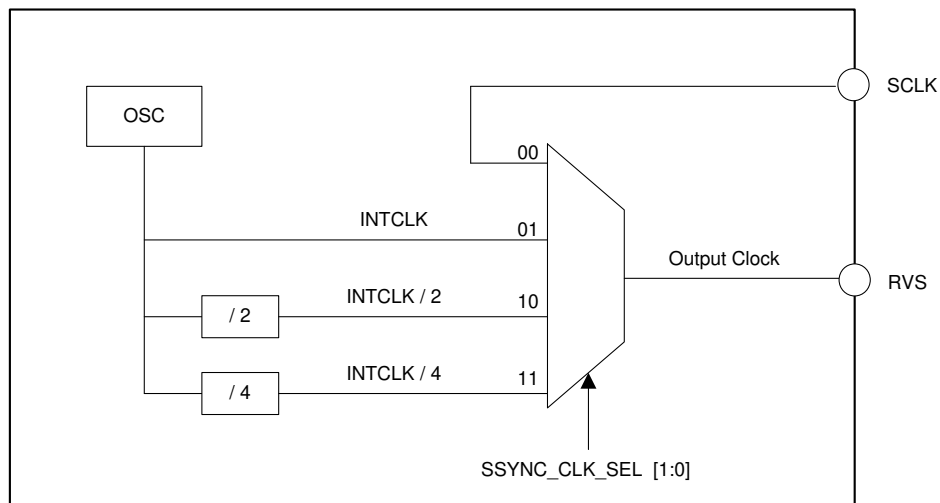 SCLK
OSC
00
INTCLK
01
Output Clock
RVS
INTCLK / 2
10
/ 2
INTCLK / 4
11
/ 4
SSYNC_CLK_SEL [1:0]